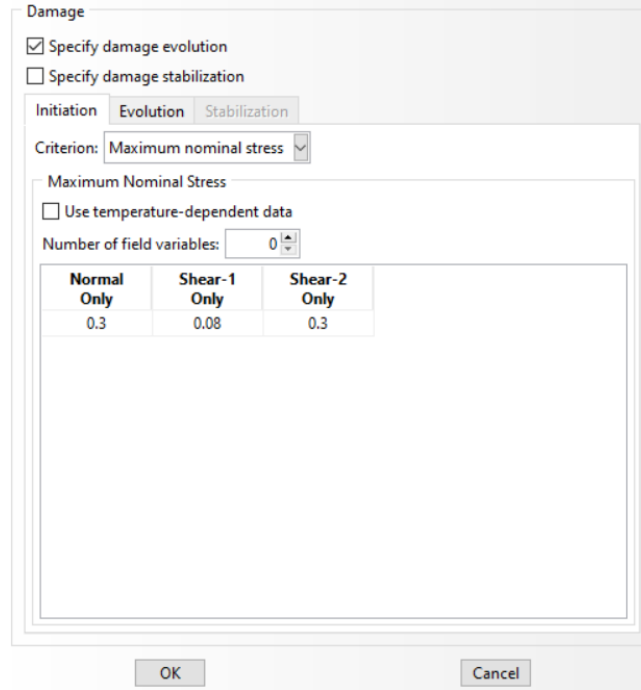 Damage
Specify damage evolution
Specify damage stabilization
Initiation Evolution Stabilization
Criterion: Maximum nominal stress
Maximum Nominal Stress
Use temperature-dependent data
Number of field variables: 0
Normal Only Shear-1 Only Shear-2 Only
0.3 0.08 0.3
OK Cancel